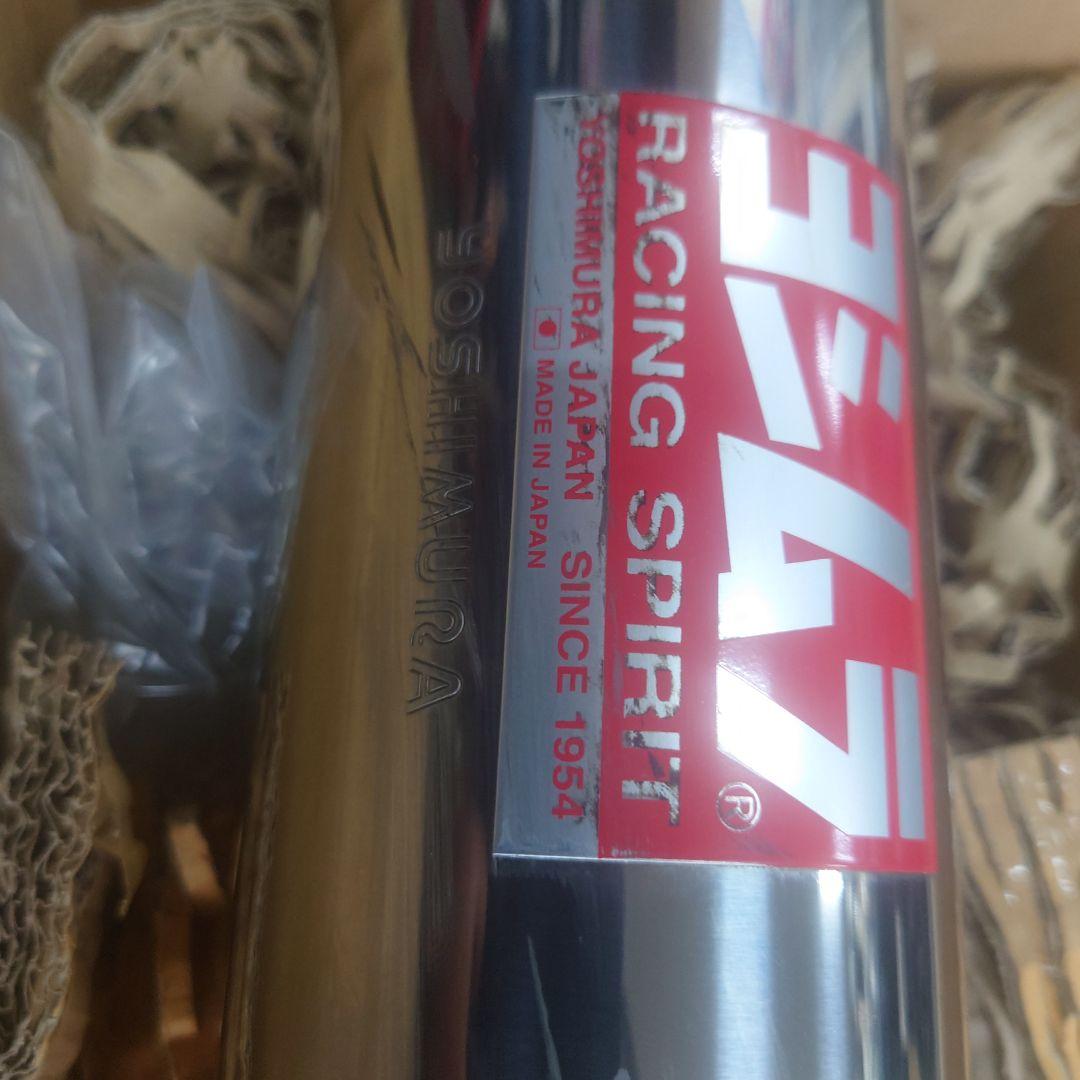 ヨシムラ®
RACING SPIRIT
YOSHIMURA JAPAN SINCE 1954
MADE IN JAPAN
YOSHIMURA